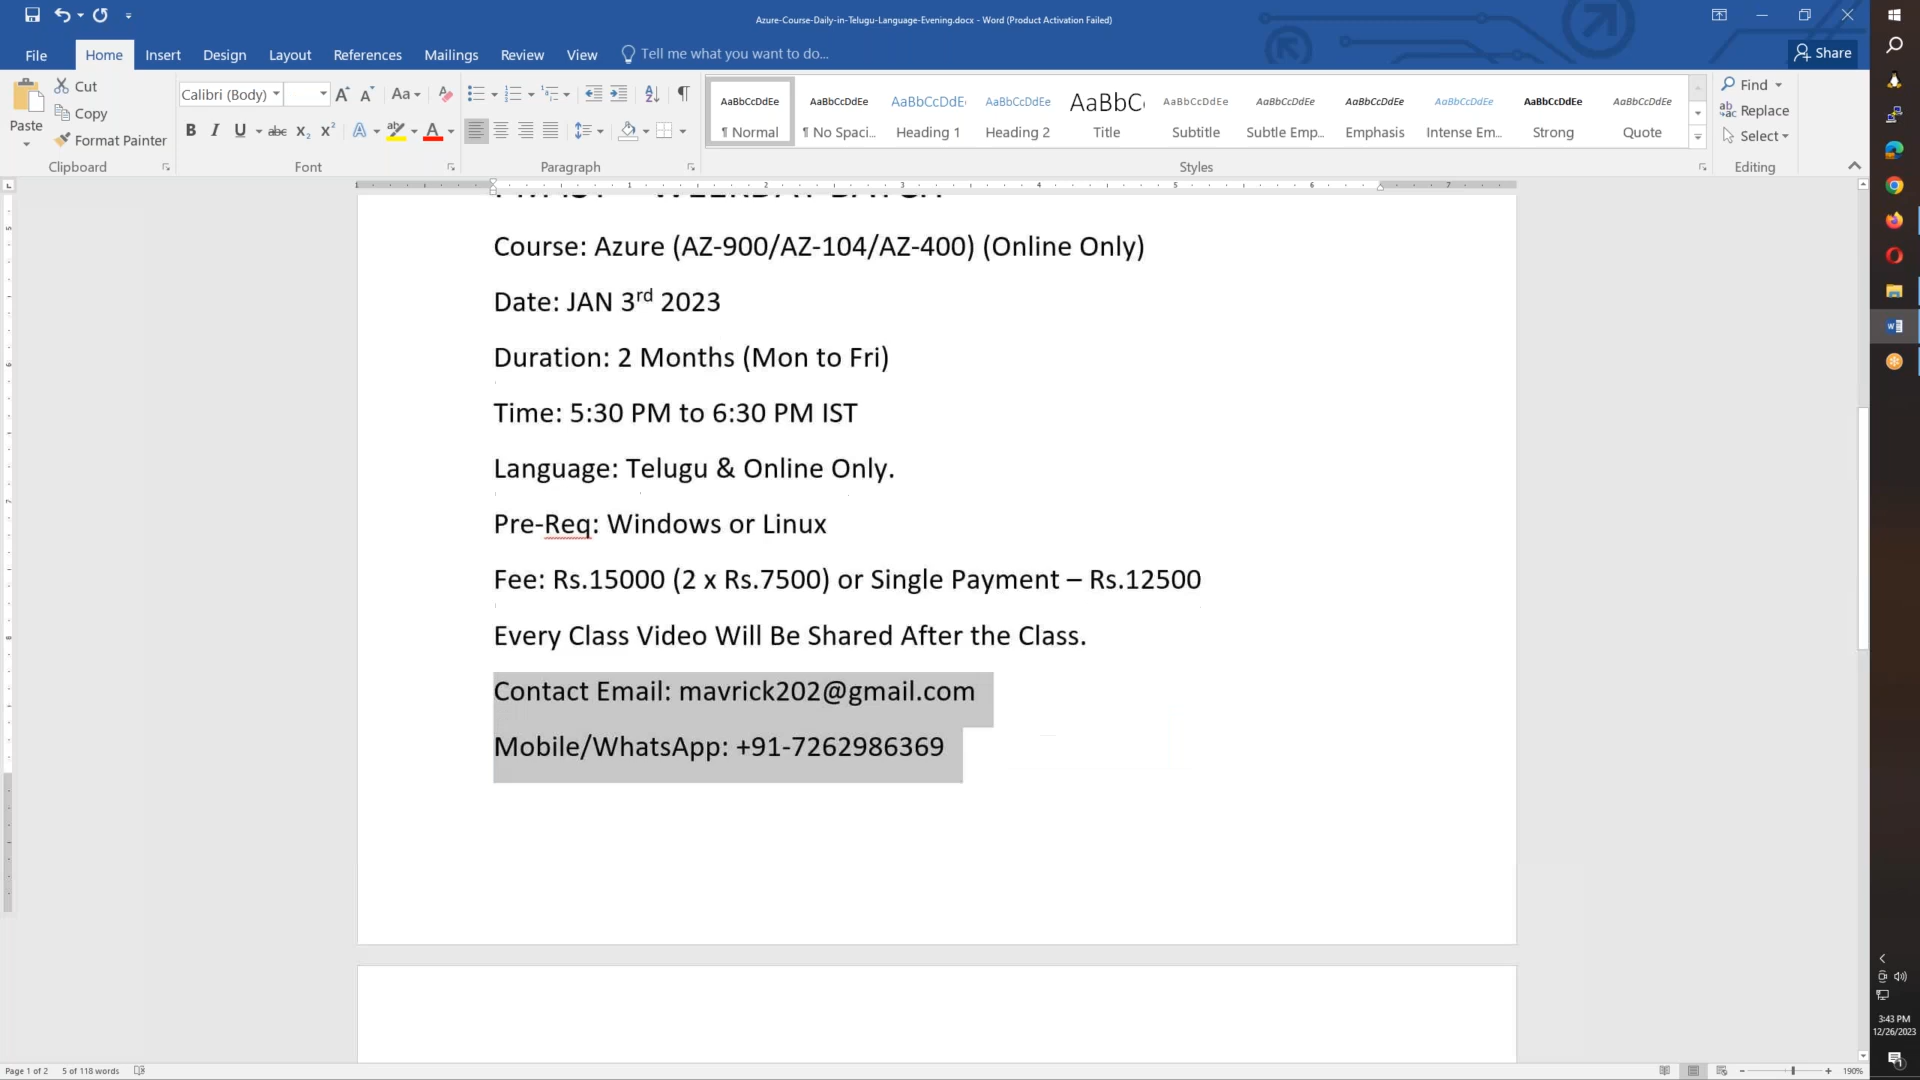 Azure-Course-Daily-in-Telugu-Language-Evening.docx - Word (Product Activation Failed)
File Home Insert Design Layout References Mailings Review View Tell me what you want to do... Share
Paste
Cut
Copy
Format Painter
Clipboard
Calibri (Body)
Font
Paragraph
AaBbCcDdEe AaBbCcDdEe AaBbCcDdE AaBbCcDdEe AaBbC AaBbCcDdEe AaBbCcDdEe AaBbCcDdEe AaBbCcDdEe AaBbCcDdEe AaBbCcDdEe
¶ Normal ¶ No Spaci... Heading 1 Heading 2 Title Subtitle Subtle Emp... Emphasis Intense Em... Strong Quote
Styles
Find
Replace
Select
Editing
Course: Azure (AZ-900/AZ-104/AZ-400) (Online Only)
Date: JAN 3rd 2023
Duration: 2 Months (Mon to Fri)
Time: 5:30 PM to 6:30 PM IST
Language: Telugu & Online Only.
Pre-Req: Windows or Linux
Fee: Rs.15000 (2 x Rs.7500) or Single Payment – Rs.12500
Every Class Video Will Be Shared After the Class.
Contact Email: mavrick202@gmail.com
Mobile/WhatsApp: +91-7262986369
Page 1 of 2 5 of 118 words
190%
3:43 PM
12/26/2023